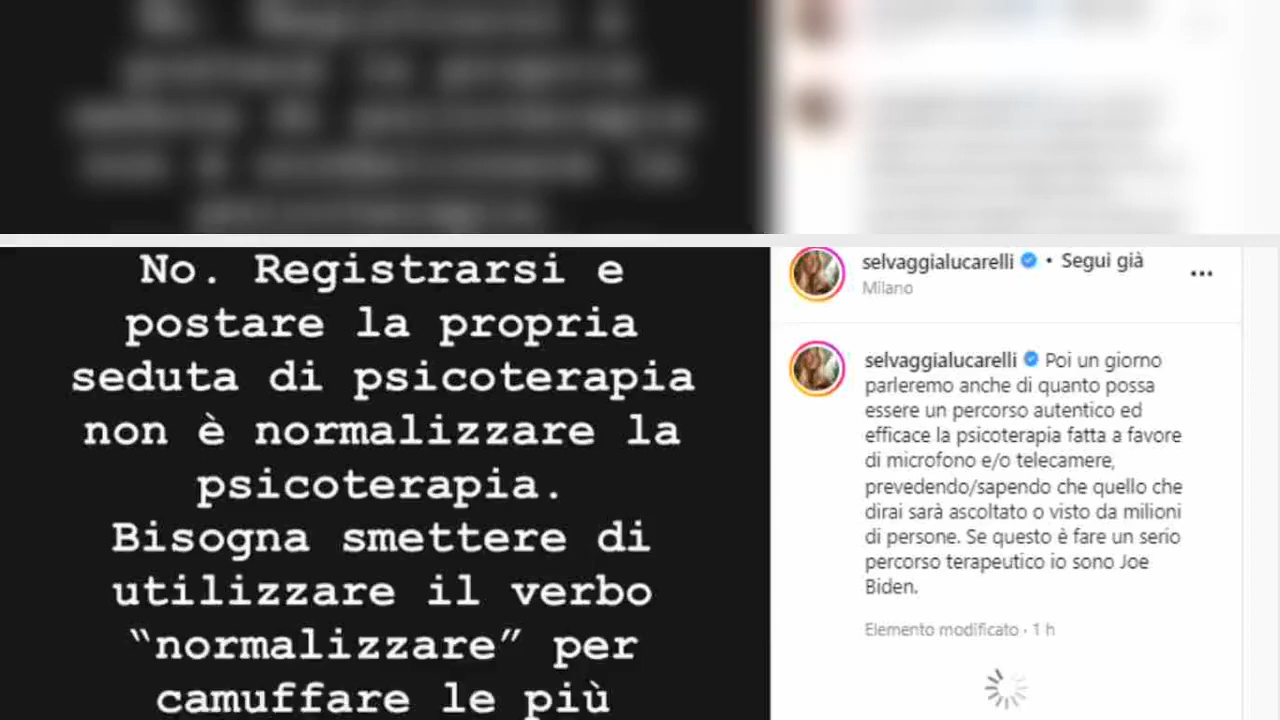 No. Registrarsi e
postare la propria
seduta di psicoterapia
non è normalizzare la
psicoterapia.
Bisogna smettere di
utilizzare il verbo
“normalizzare” per
camuffare le più
selvaggialucarelli • Segui già
Milano
selvaggialucarelli Poi un giorno
parleremo anche di quanto possa
essere un percorso autentico ed
efficace la psicoterapia fatta a favore
di microfono e/o telecamere,
prevedendo/sapendo che quello che
dirai sarà ascoltato o visto da milioni
di persone. Se questo è fare un serio
percorso terapeutico io sono Joe
Biden.
Elemento modificato · 1 h